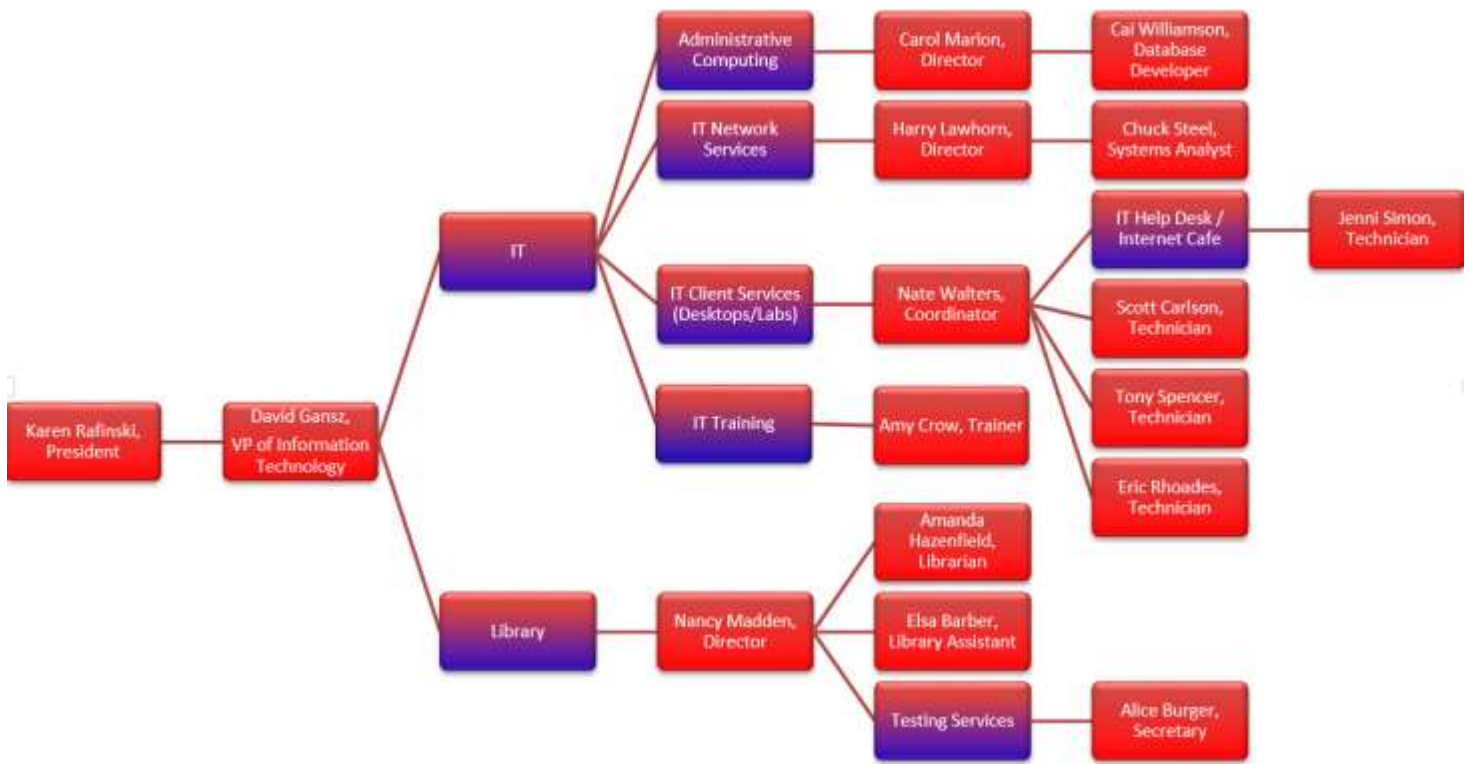 Administrative
Computing
Carol Marion,
Director
Cai Williamson,
Database
Developer
IT Network
Services
Harry Lawhorn,
Director
Chuck Steel,
Systems Analyst
IT
IT Help Desk /
Internet Cafe
Jenni Simon,
Technician
IT Client Services
(Desktops/Labs)
Nate Walters,
Coordinator
Scott Carlson,
Technician
Tony Spencer,
Technician
Karen Rafinski,
President
David Gansz,
VP of Information
Technology
IT Training
Amy Crow, Trainer
Eric Rhoades,
Technician
Amanda
Hazenfield,
Librarian
Library
Nancy Madden,
Director
Elsa Barber,
Library Assistant
Testing Services
Alice Burger,
Secretary